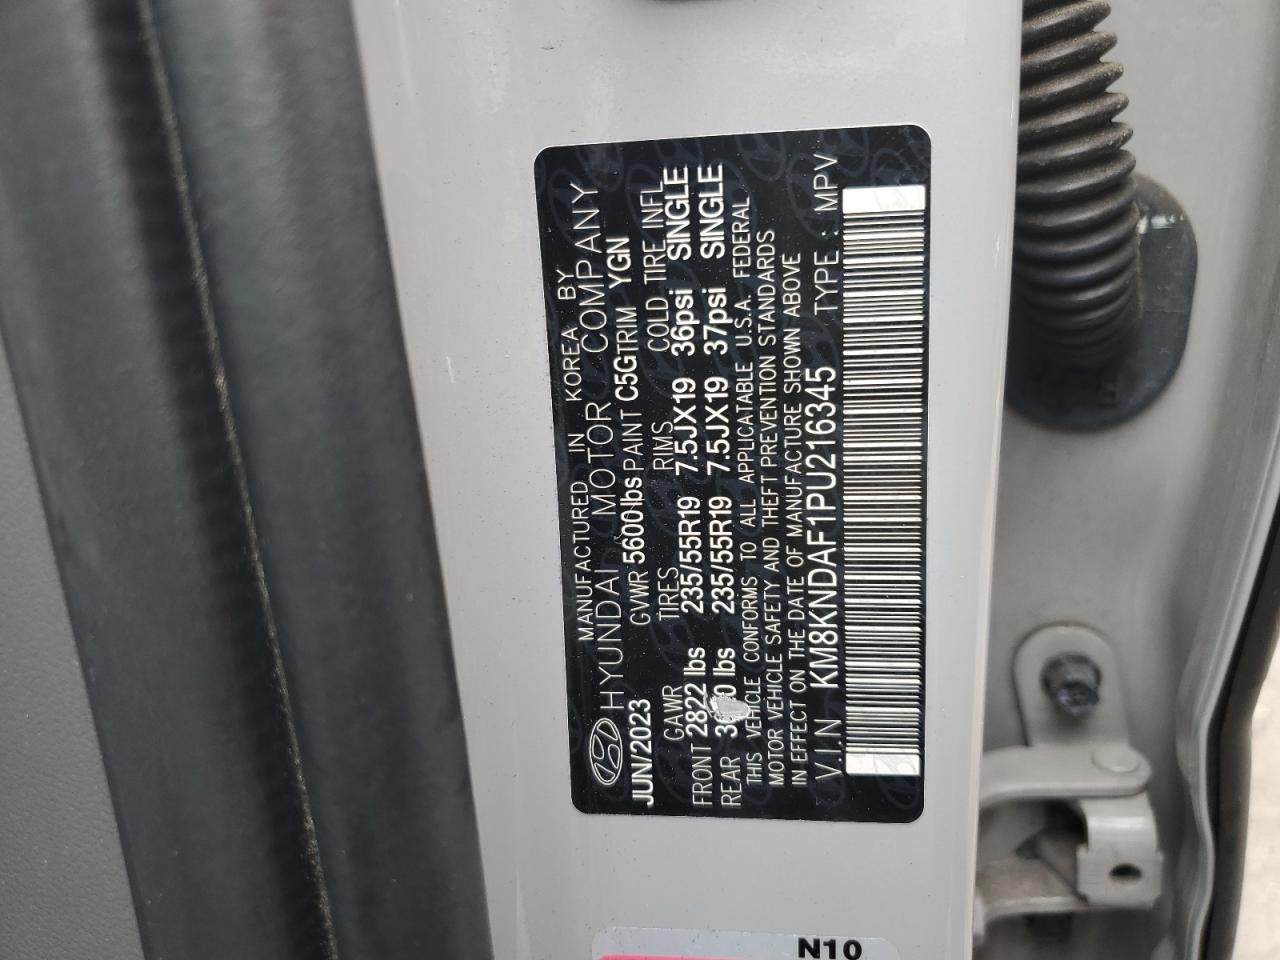 MANUFACTURED IN KOREA BY
HYUNDAI MOTOR COMPANY
JUN/2023 GVWR 5600lbs PAINT C5G TRIM YGN
GAWR TIRES RIMS COLD TIRE INFL
FRONT 2822 lbs 235/55R19 7.5JX19 36psi SINGLE
REAR lbs 235/55R19 7.5JX19 37psi SINGLE
THIS VEHICLE CONFORMS TO ALL APPLICATABLE U.S.A. FEDERAL
MOTOR VEHICLE SAFETY AND THEFT PREVENTION STANDARDS
IN EFFECT ON THE DATE OF MANUFACTURE SHOWN ABOVE
V.I.N KM8KNDAF1PU216345 TYPE : MPV
N10